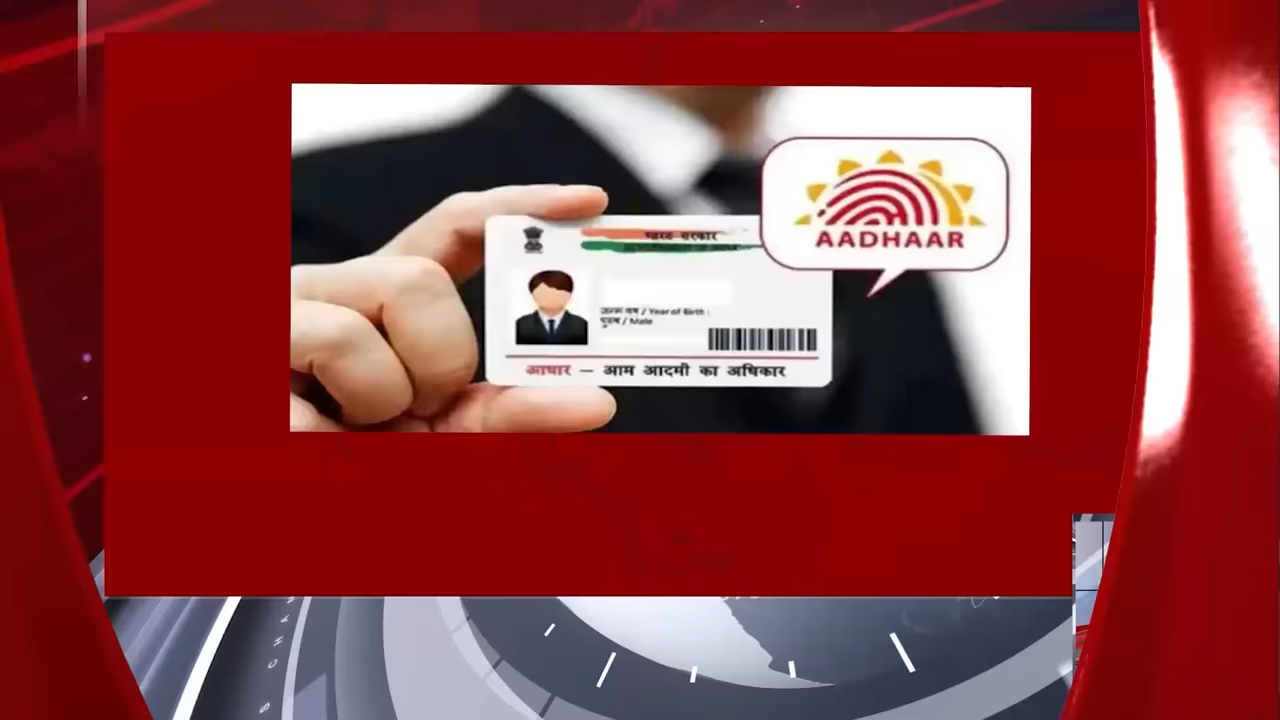 भारत सरकार
AADHAAR
जन्म वर्ष / Year of Birth :
पुरुष / Male
आधार – आम आदमी का अधिकार